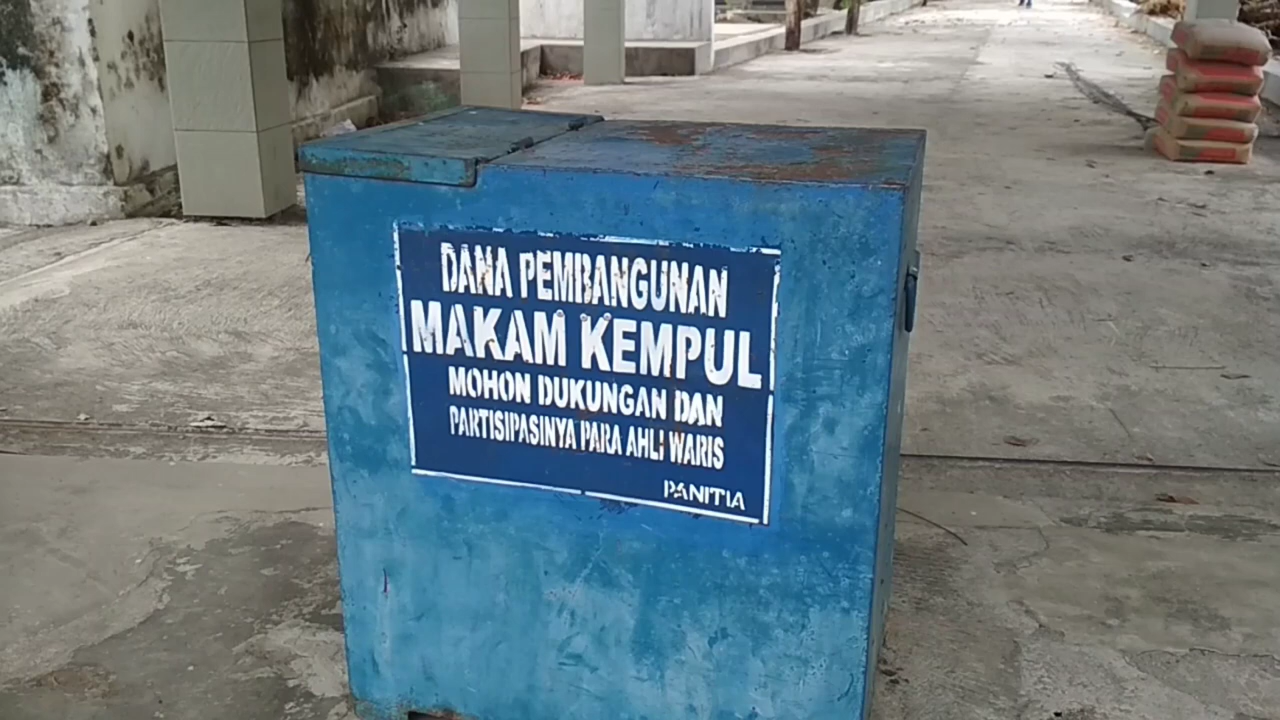 DANA PEMBANGUNAN
MAKAM KEMPUL
MOHON DUKUNGAN DAN
PARTISIPASINYA PARA AHLI WARIS
PANITIA